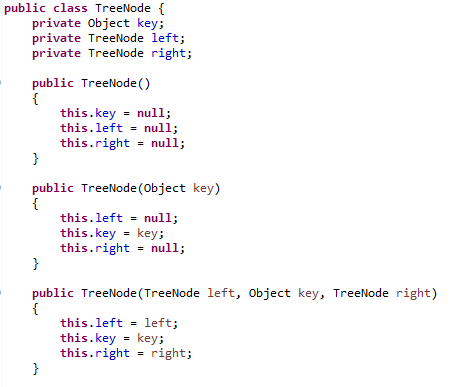 public class TreeNode {
    private Object key;
    private TreeNode left;
    private TreeNode right;

    public TreeNode()
    {
        this.key = null;
        this.left = null;
        this.right = null;
    }

    public TreeNode(Object key)
    {
        this.left = null;
        this.key = key;
        this.right = null;
    }

    public TreeNode(TreeNode left, Object key, TreeNode right)
    {
        this.left = left;
        this.key = key;
        this.right = right;
    }